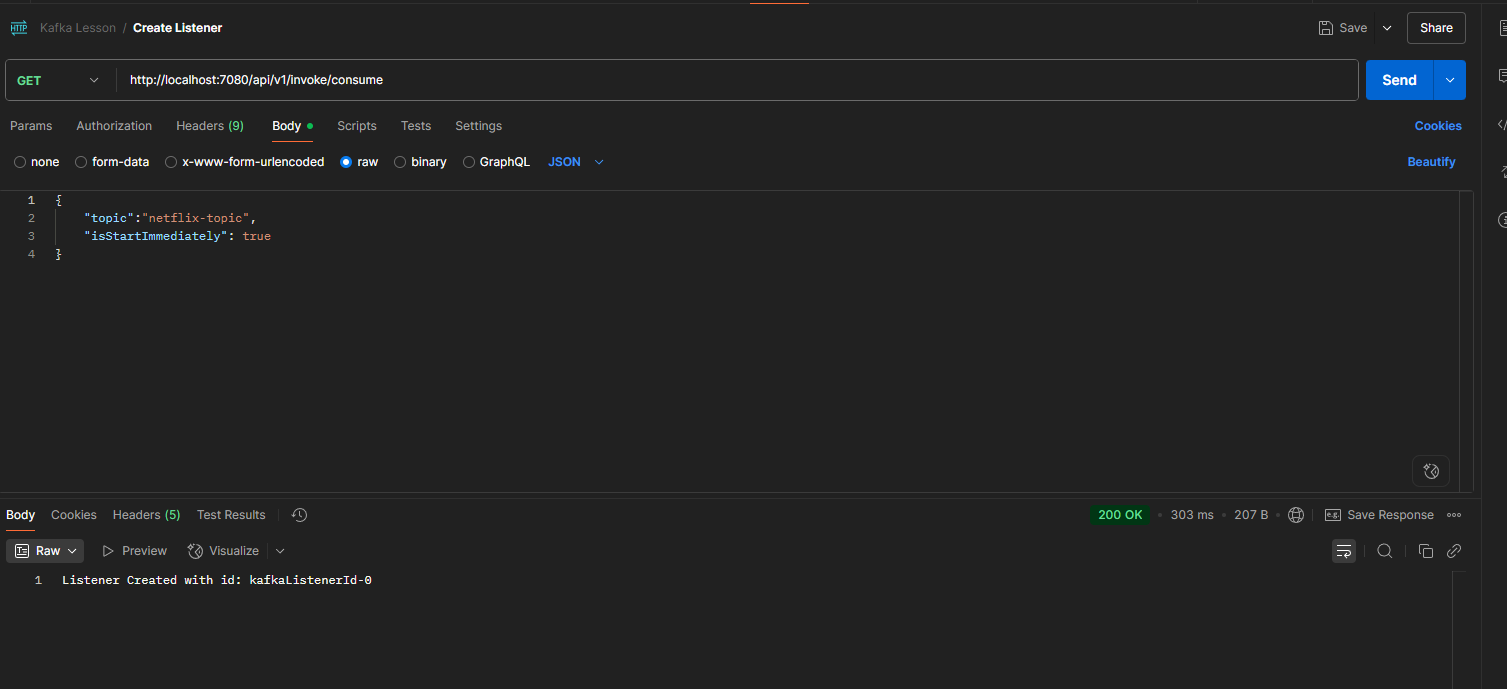 HTTP Kafka Lesson / Create Listener Save Share
GET http://localhost:7080/api/v1/invoke/consume Send
Params Authorization Headers (9) Body Scripts Tests Settings Cookies
none form-data x-www-form-urlencoded raw binary GraphQL JSON Beautify
1 {
2 "topic":"netflix-topic",
3 "isStartImmediately": true
4 }
Body Cookies Headers (5) Test Results 200 OK • 303 ms • 207 B • e.g. Save Response
Raw Preview Visualize
1 Listener Created with id: kafkaListenerId-0